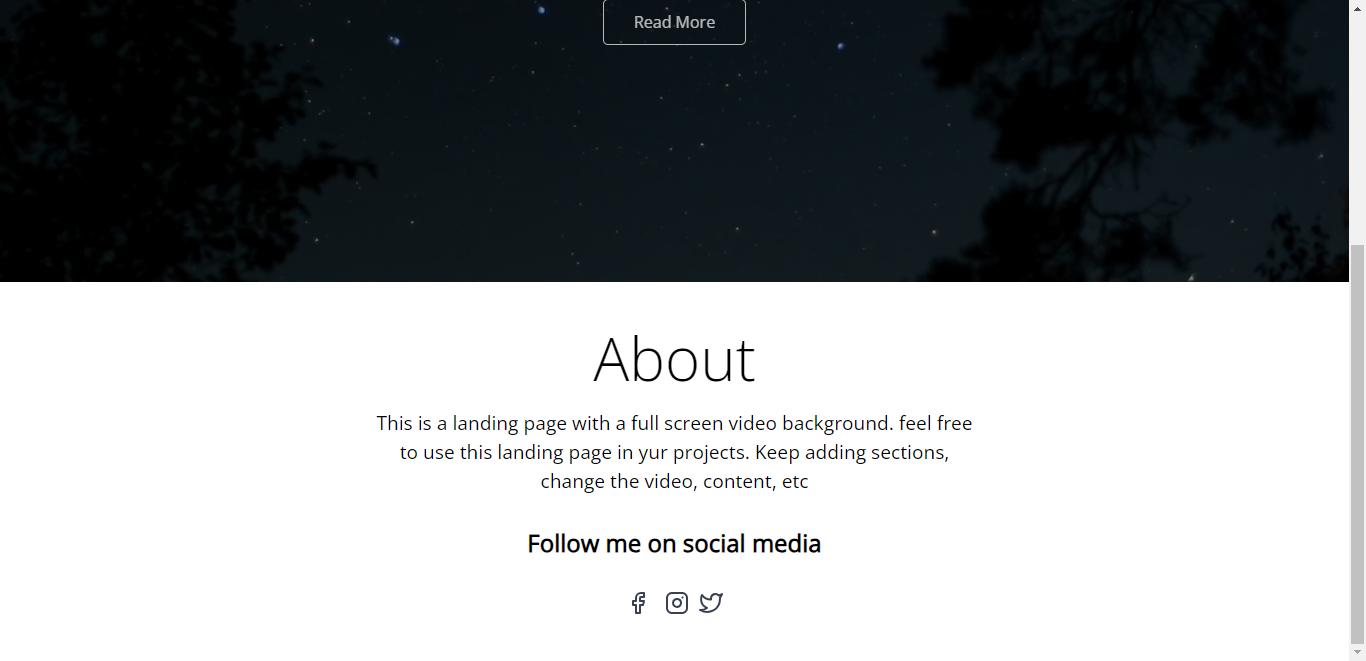 Read More
About
This is a landing page with a full screen video background. feel free
to use this landing page in yur projects. Keep adding sections,
change the video, content, etc
Follow me on social media